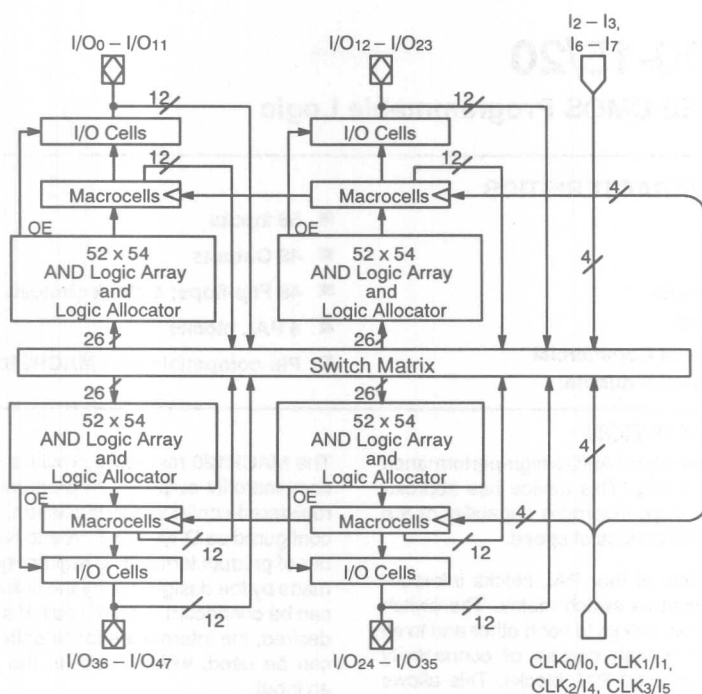 I/O0 – I/O11
I/O12 – I/O23
I2 – I3,
I6 – I7
12
12
I/O Cells
I/O Cells
12
12
Macrocells
Macrocells
4
OE
OE
52 x 54
AND Logic Array
and
Logic Allocator
52 x 54
AND Logic Array
and
Logic Allocator
4
26
26
Switch Matrix
26
26
52 x 54
AND Logic Array
and
Logic Allocator
52 x 54
AND Logic Array
and
Logic Allocator
4
OE
OE
Macrocells
Macrocells
4
12
12
I/O Cells
I/O Cells
12
12
I/O36 – I/O47
I/O24 – I/O35
CLK0/I0, CLK1/I1,
CLK2/I4, CLK3/I5